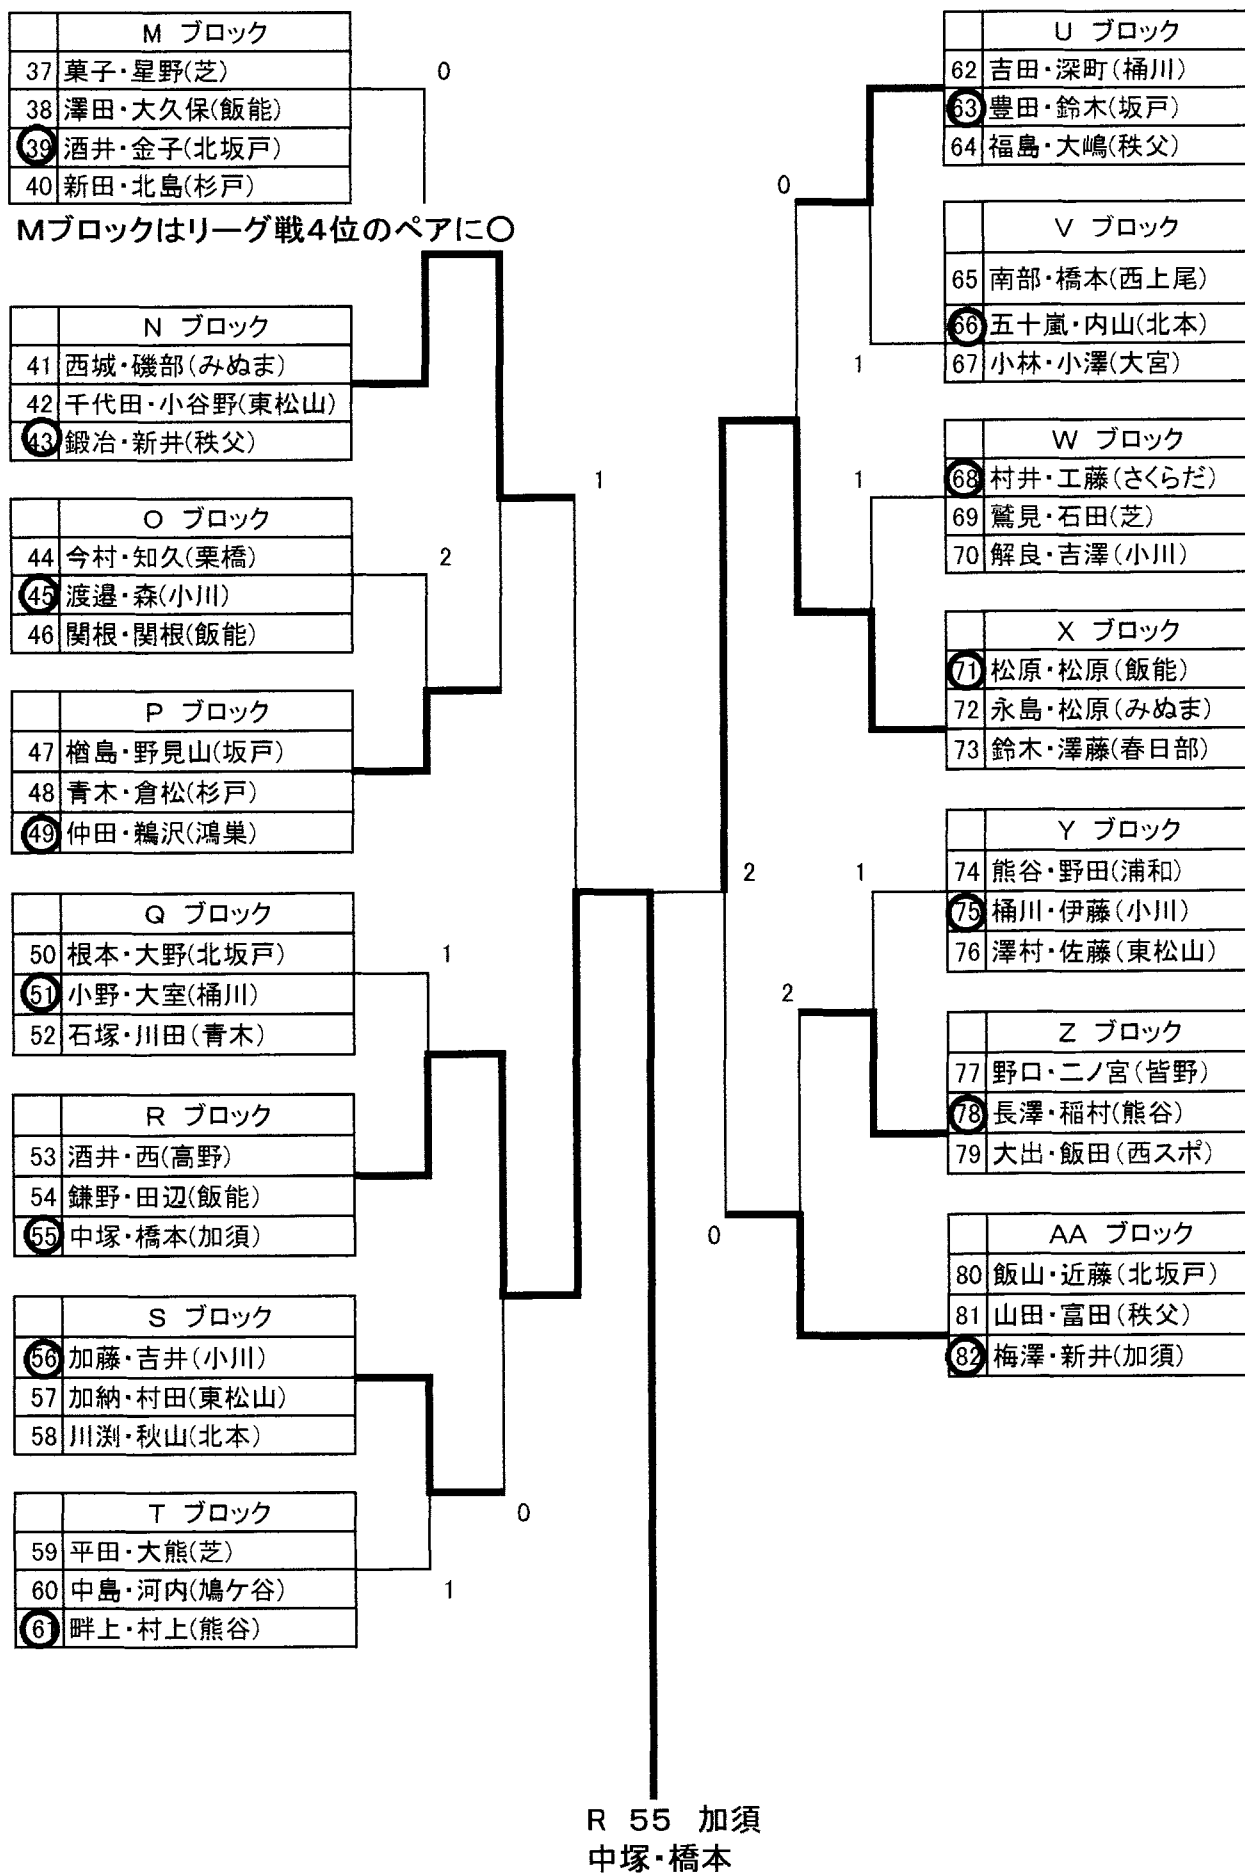 M ブロック
37 菓子・星野(芝)
38 澤田・大久保(飯能)
39 酒井・金子(北坂戸)
40 新田・北島(杉戸)
0
Mブロックはリーグ戦4位のペアに○
N ブロック
41 西城・磯部(みぬま)
42 千代田・小谷野(東松山)
43 鍛冶・新井(秩父)
1
O ブロック
44 今村・知久(栗橋)
45 渡邉・森(小川)
46 関根・関根(飯能)
2
P ブロック
47 楢島・野見山(坂戸)
48 青木・倉松(杉戸)
49 仲田・鵜沢(鴻巣)
Q ブロック
50 根本・大野(北坂戸)
51 小野・大室(桶川)
52 石塚・川田(青木)
1
R ブロック
53 酒井・西(高野)
54 鎌野・田辺(飯能)
55 中塚・橋本(加須)
S ブロック
56 加藤・吉井(小川)
57 加納・村田(東松山)
58 川渕・秋山(北本)
0
T ブロック
59 平田・大熊(芝)
60 中島・河内(鳩ケ谷)
61 畔上・村上(熊谷)
1
U ブロック
62 吉田・深町(桶川)
63 豊田・鈴木(坂戸)
64 福島・大嶋(秩父)
0
V ブロック
65 南部・橋本(西上尾)
66 五十嵐・内山(北本)
67 小林・小澤(大宮)
1
W ブロック
68 村井・工藤(さくらだ)
69 鷲見・石田(芝)
70 解良・吉澤(小川)
1
X ブロック
71 松原・松原(飯能)
72 永島・松原(みぬま)
73 鈴木・澤藤(春日部)
2
Y ブロック
74 熊谷・野田(浦和)
75 桶川・伊藤(小川)
76 澤村・佐藤(東松山)
1
2
Z ブロック
77 野口・二ノ宮(皆野)
78 長澤・稲村(熊谷)
79 大出・飯田(西スポ)
0
AA ブロック
80 飯山・近藤(北坂戸)
81 山田・富田(秩父)
82 梅澤・新井(加須)
R 55 加須
中塚・橋本